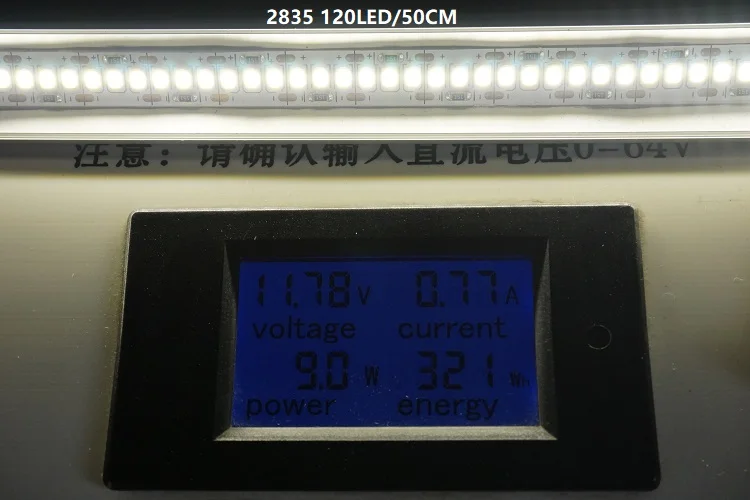 2835 120LED/50CM
注意：请确认输入直流电压0-64V
11.78V 0.77A
voltage current
9.0 W 321 Wh
power energy